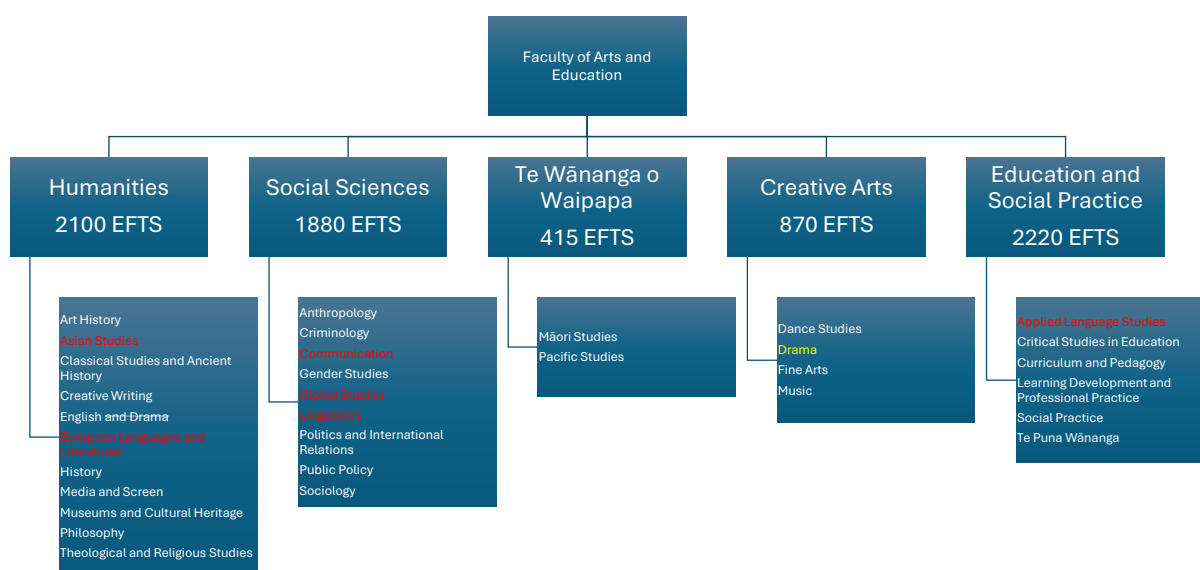 Faculty of Arts and
Education
Humanities
2100 EFTS
Social Sciences
1880 EFTS
Te Wānanga o
Waipapa
415 EFTS
Creative Arts
870 EFTS
Education and
Social Practice
2220 EFTS
Art History
Asian Studies
Classical Studies and Ancient
History
Creative Writing
English and Drama
European Languages and
Literatures
History
Media and Screen
Museums and Cultural Heritage
Philosophy
Theological and Religious Studies
Anthropology
Criminology
Communication
Gender Studies
Global Studies
Linguistics
Politics and International
Relations
Public Policy
Sociology
Māori Studies
Pacific Studies
Dance Studies
Drama
Fine Arts
Music
Applied Language Studies
Critical Studies in Education
Curriculum and Pedagogy
Learning Development and
Professional Practice
Social Practice
Te Puna Wānanga